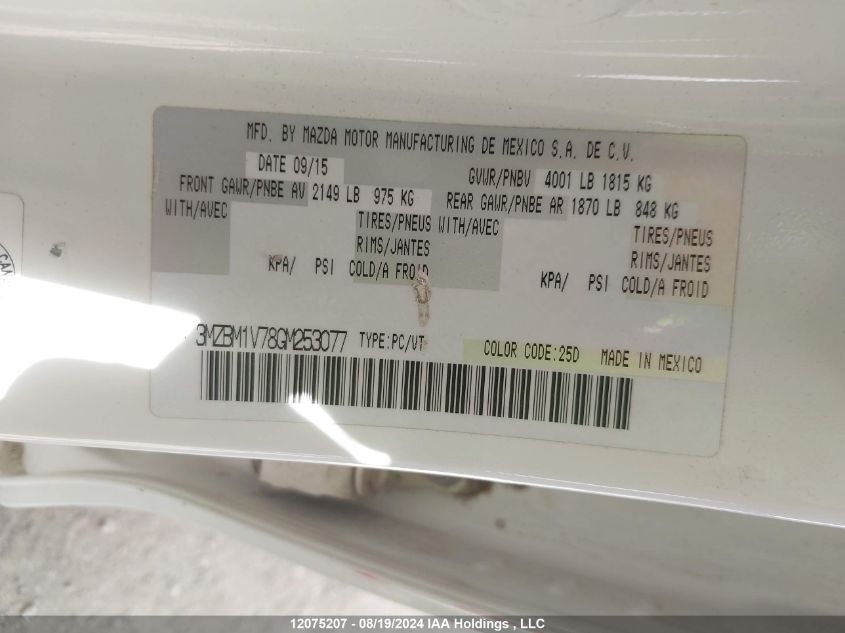 MFD. BY MAZDA MOTOR MANUFACTURING DE MEXICO S.A. DE C.V.
DATE 09/15 GVWR/PNBV 4001 LB 1815 KG
FRONT GAWR/PNBE AV 2149 LB 975 KG REAR GAWR/PNBE AR 1870 LB 848 KG
WITH/AVEC TIRES/PNEUS WITH/AVEC TIRES/PNEUS
RIMS/JANTES RIMS/JANTES
KPA/ PSI COLD/A FROID KPA/ PSI COLD/A FROID
3MZBM1V78GM253077 TYPE:PC/VT COLOR CODE:25D MADE IN MEXICO
12075207 - 08/19/2024 IAA Holdings , LLC